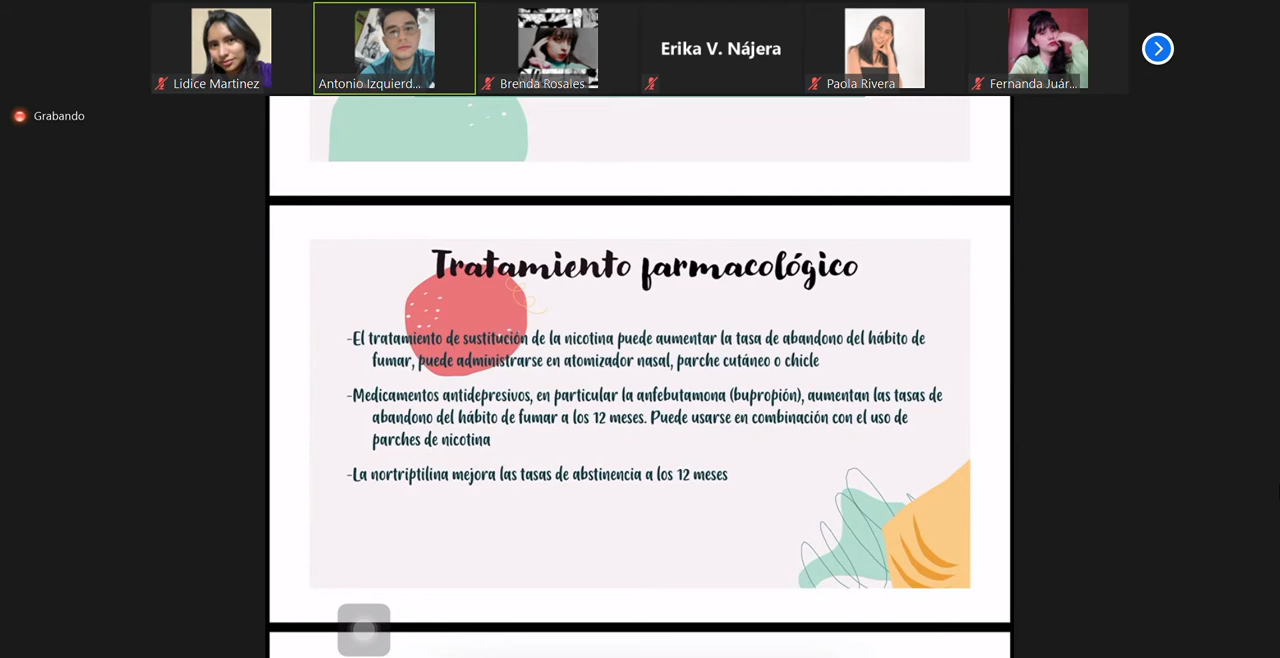 Lidice Martinez
Antonio Izquierd...
Brenda Rosales
Erika V. Nájera
Paola Rivera
Fernanda Juár...
Grabando
Tratamiento farmacológico
-El tratamiento de sustitución de la nicotina puede aumentar la tasa de abandono del hábito de
fumar, puede administrarse en atomizador nasal, parche cutáneo o chicle
-Medicamentos antidepresivos, en particular la anfebutamona (bupropión), aumentan las tasas de
abandono del hábito de fumar a los 12 meses. Puede usarse en combinación con el uso de
parches de nicotina
-La nortriptilina mejora las tasas de abstinencia a los 12 meses